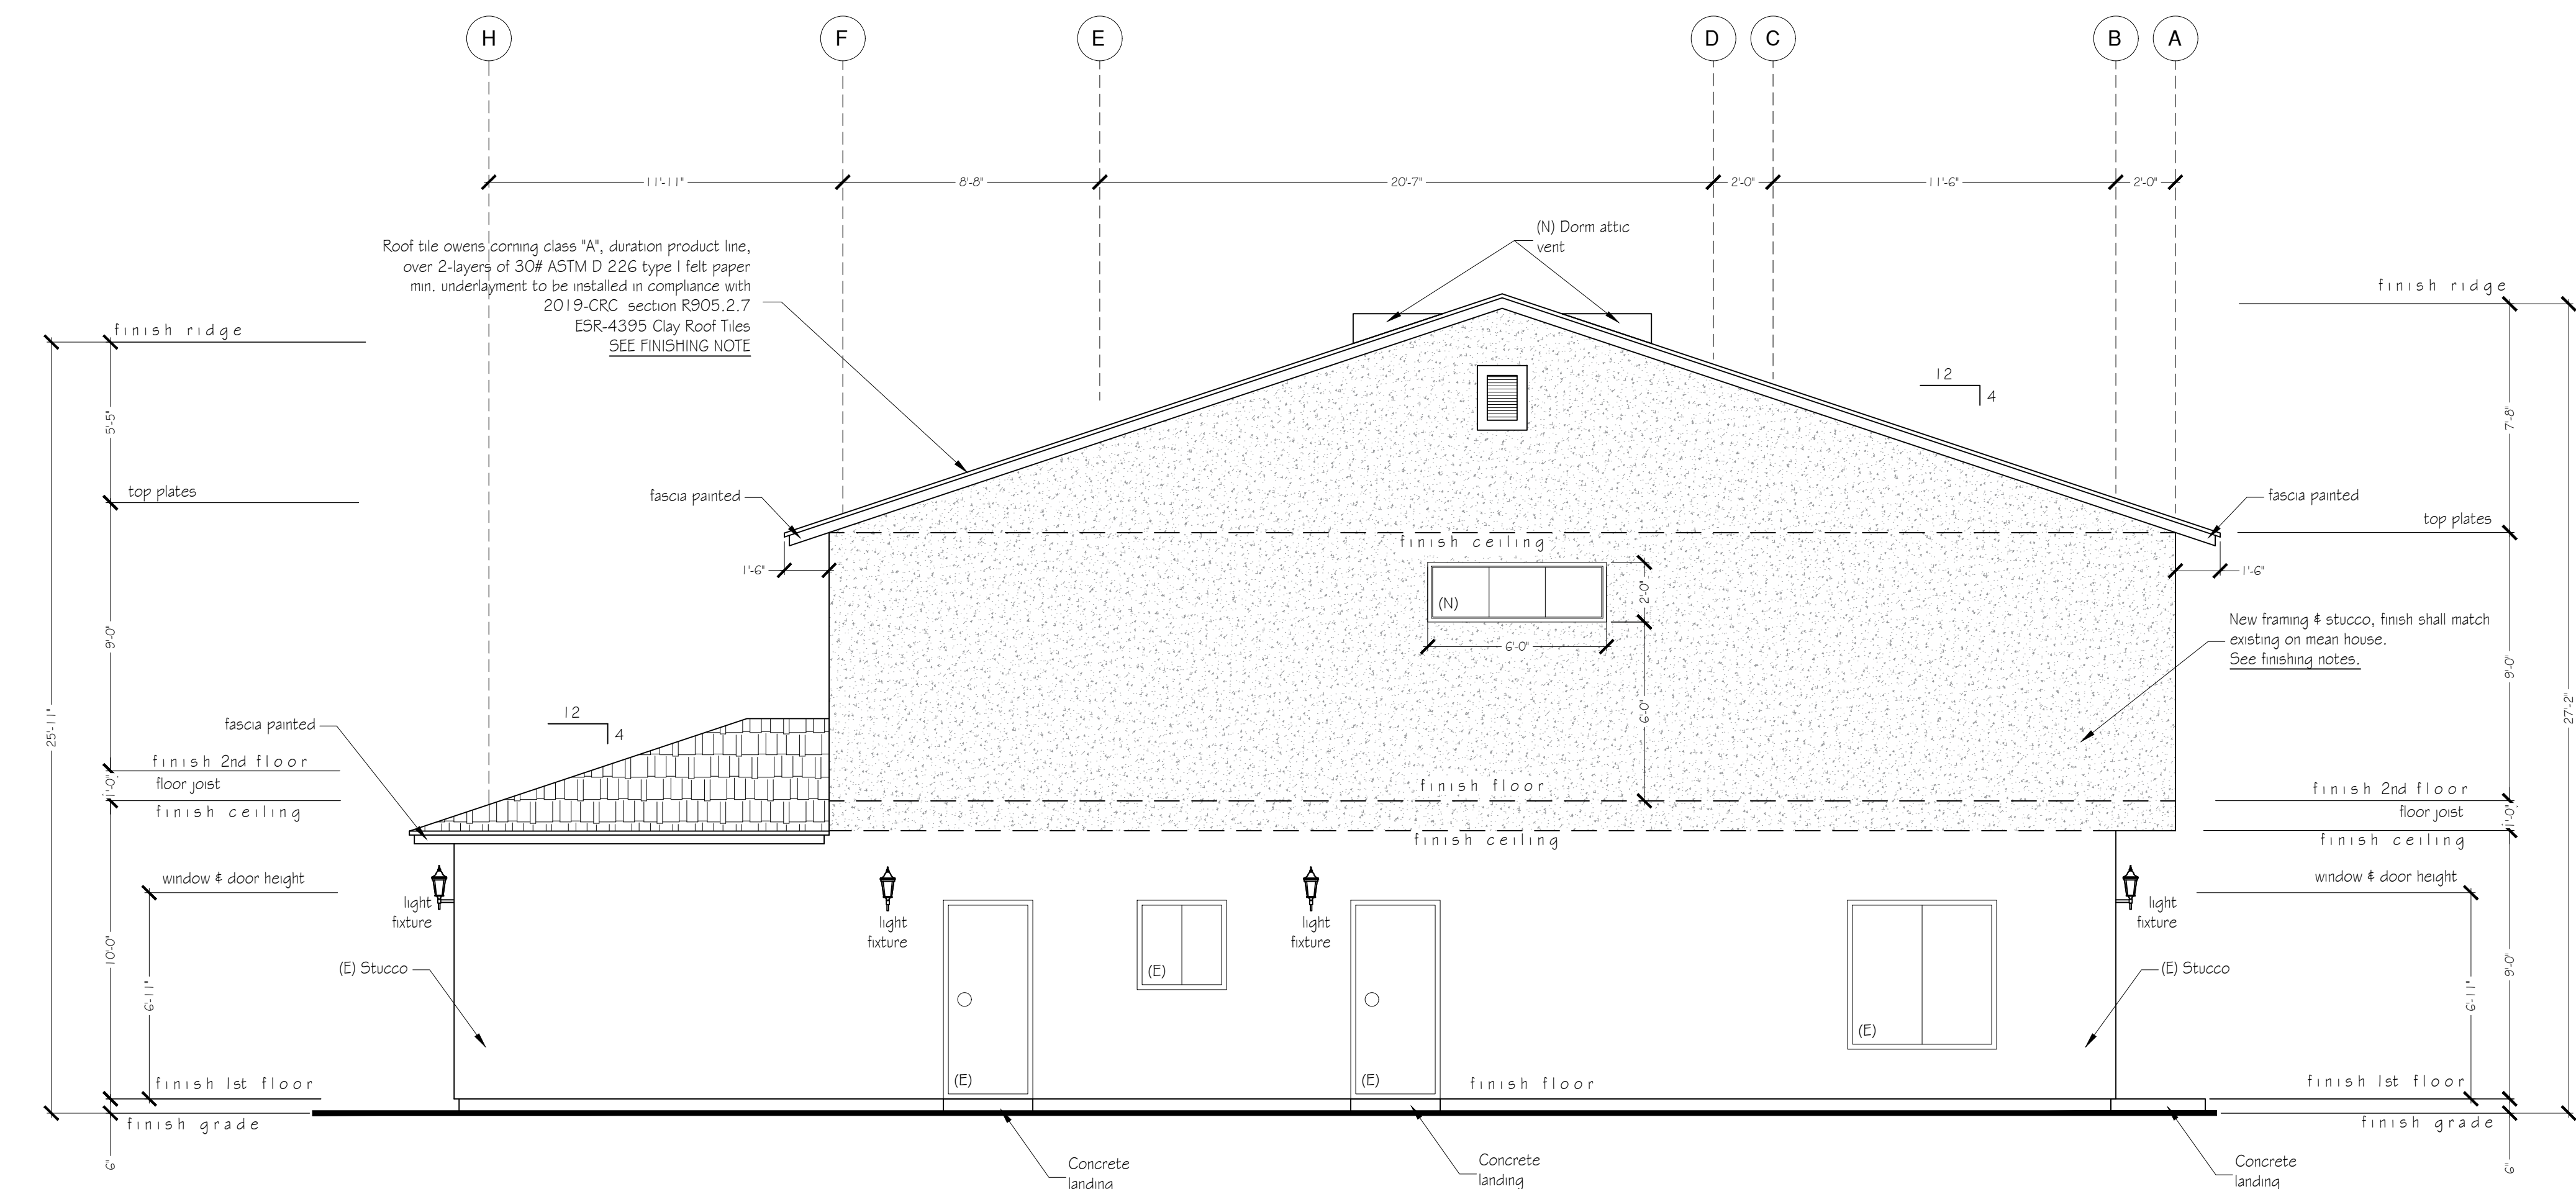 H
F
E
D
C
B
A
11'-11"
8'-8"
20'-7"
2'-0"
11'-6"
2'-0"
Roof tile owens corning class "A", duration product line,
over 2-layers of 30# ASTM D 226 type I felt paper
min. underlayment to be installed in compliance with
2019-CRC section R905.2.7
ESR-4395 Clay Roof Tiles
SEE FINISHING NOTE
(N) Dorm attic
vent
finish ridge
finish ridge
12
4
5'-5"
7'-8"
top plates
fascia painted
fascia painted
top plates
finish ceiling
1'-6"
1'-6"
(N)
2'-0"
6'-0"
9'-0"
New framing & stucco, finish shall match
existing on mean house.
See finishing notes.
9'-0"
25'-11"
27'-2"
6'-0"
12
4
fascia painted
finish 2nd floor
1'-0"
floor joist
finish ceiling
finish floor
finish 2nd floor
floor joist
1'-0"
finish ceiling
finish ceiling
window & door height
window & door height
light
fixture
light
fixture
light
fixture
light
fixture
10'-0"
6'-11"
(E) Stucco
(E)
(E) Stucco
9'-0"
6'-11"
(E)
finish 1st floor
(E)
(E)
finish floor
finish 1st floor
finish grade
finish grade
6"
Concrete
landing
Concrete
landing
Concrete
landing
6"